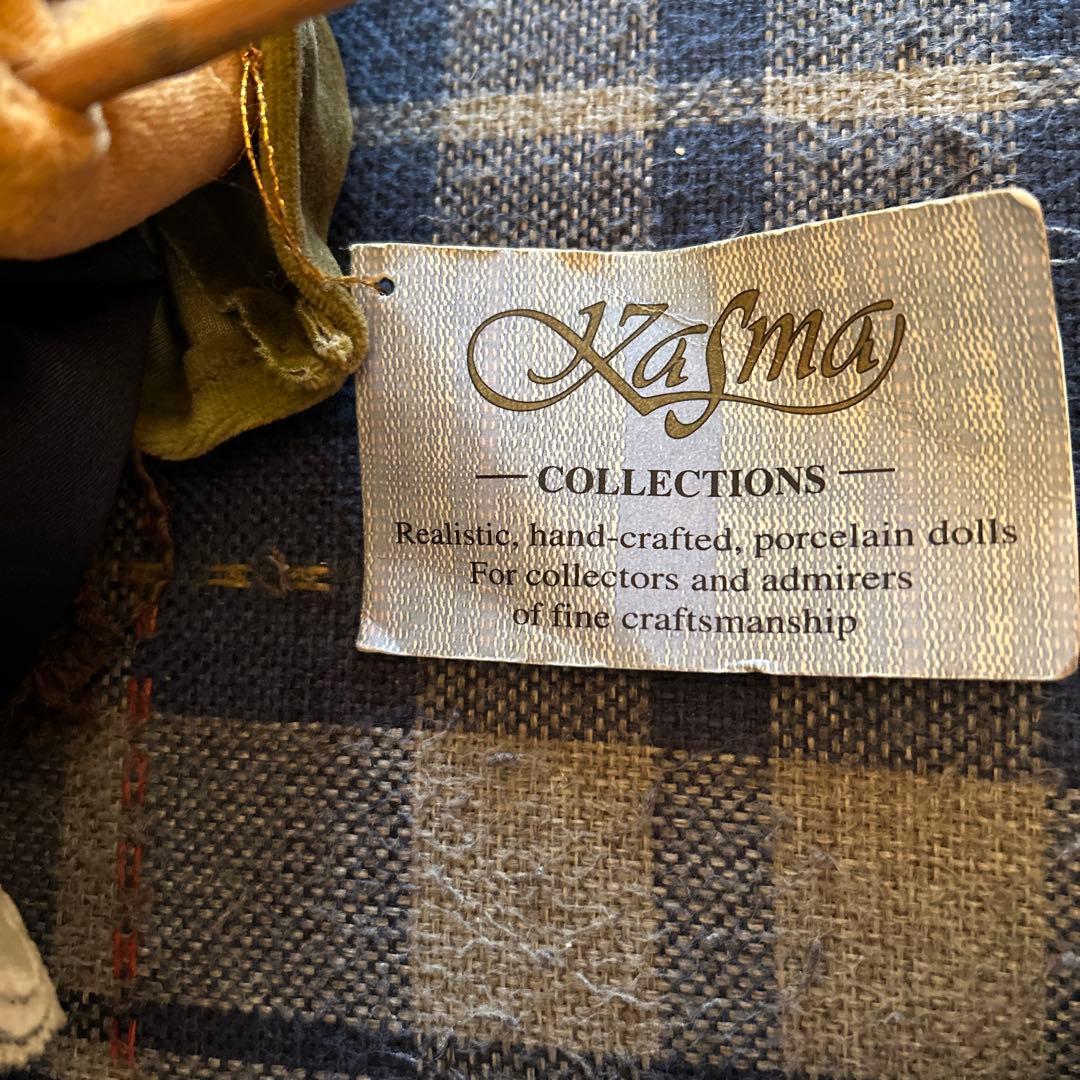 Kasma
COLLECTIONS
Realistic, hand-crafted, porcelain dolls
For collectors and admirers
of fine craftsmanship